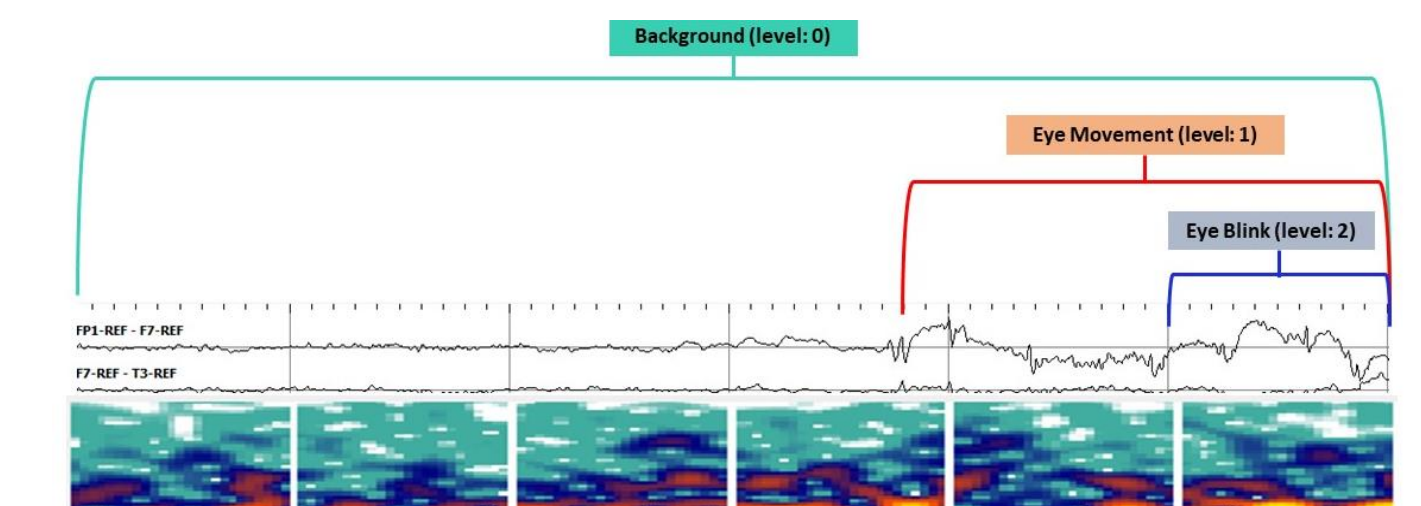 Background (level: 0)
Eye Movement (level: 1)
Eye Blink (level: 2)
FP1-REF - F7-REF
F7-REF - T3-REF